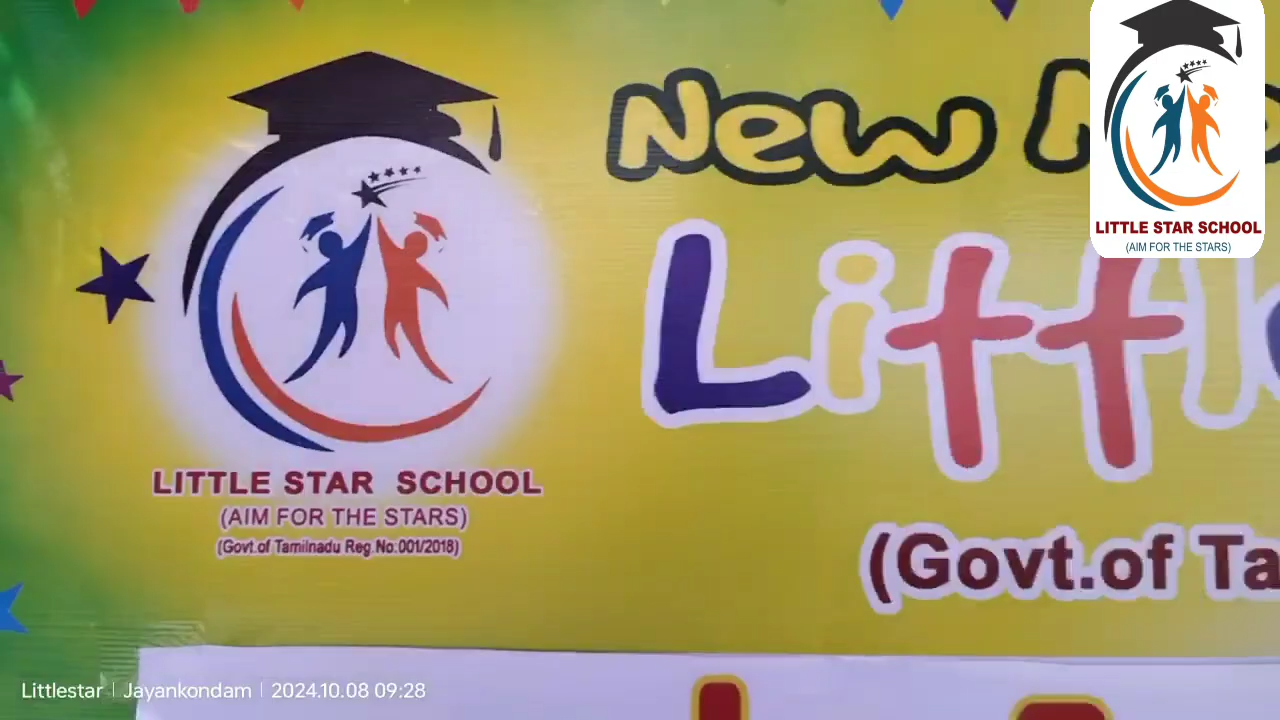 New
Little
LITTLE STAR SCHOOL
(AIM FOR THE STARS)
(Govt.of Tamilnadu Reg.No:001/2018)
(Govt.of Ta
LITTLE STAR SCHOOL
(AIM FOR THE STARS)
Littlestar | Jayankondam | 2024.10.08 09:28